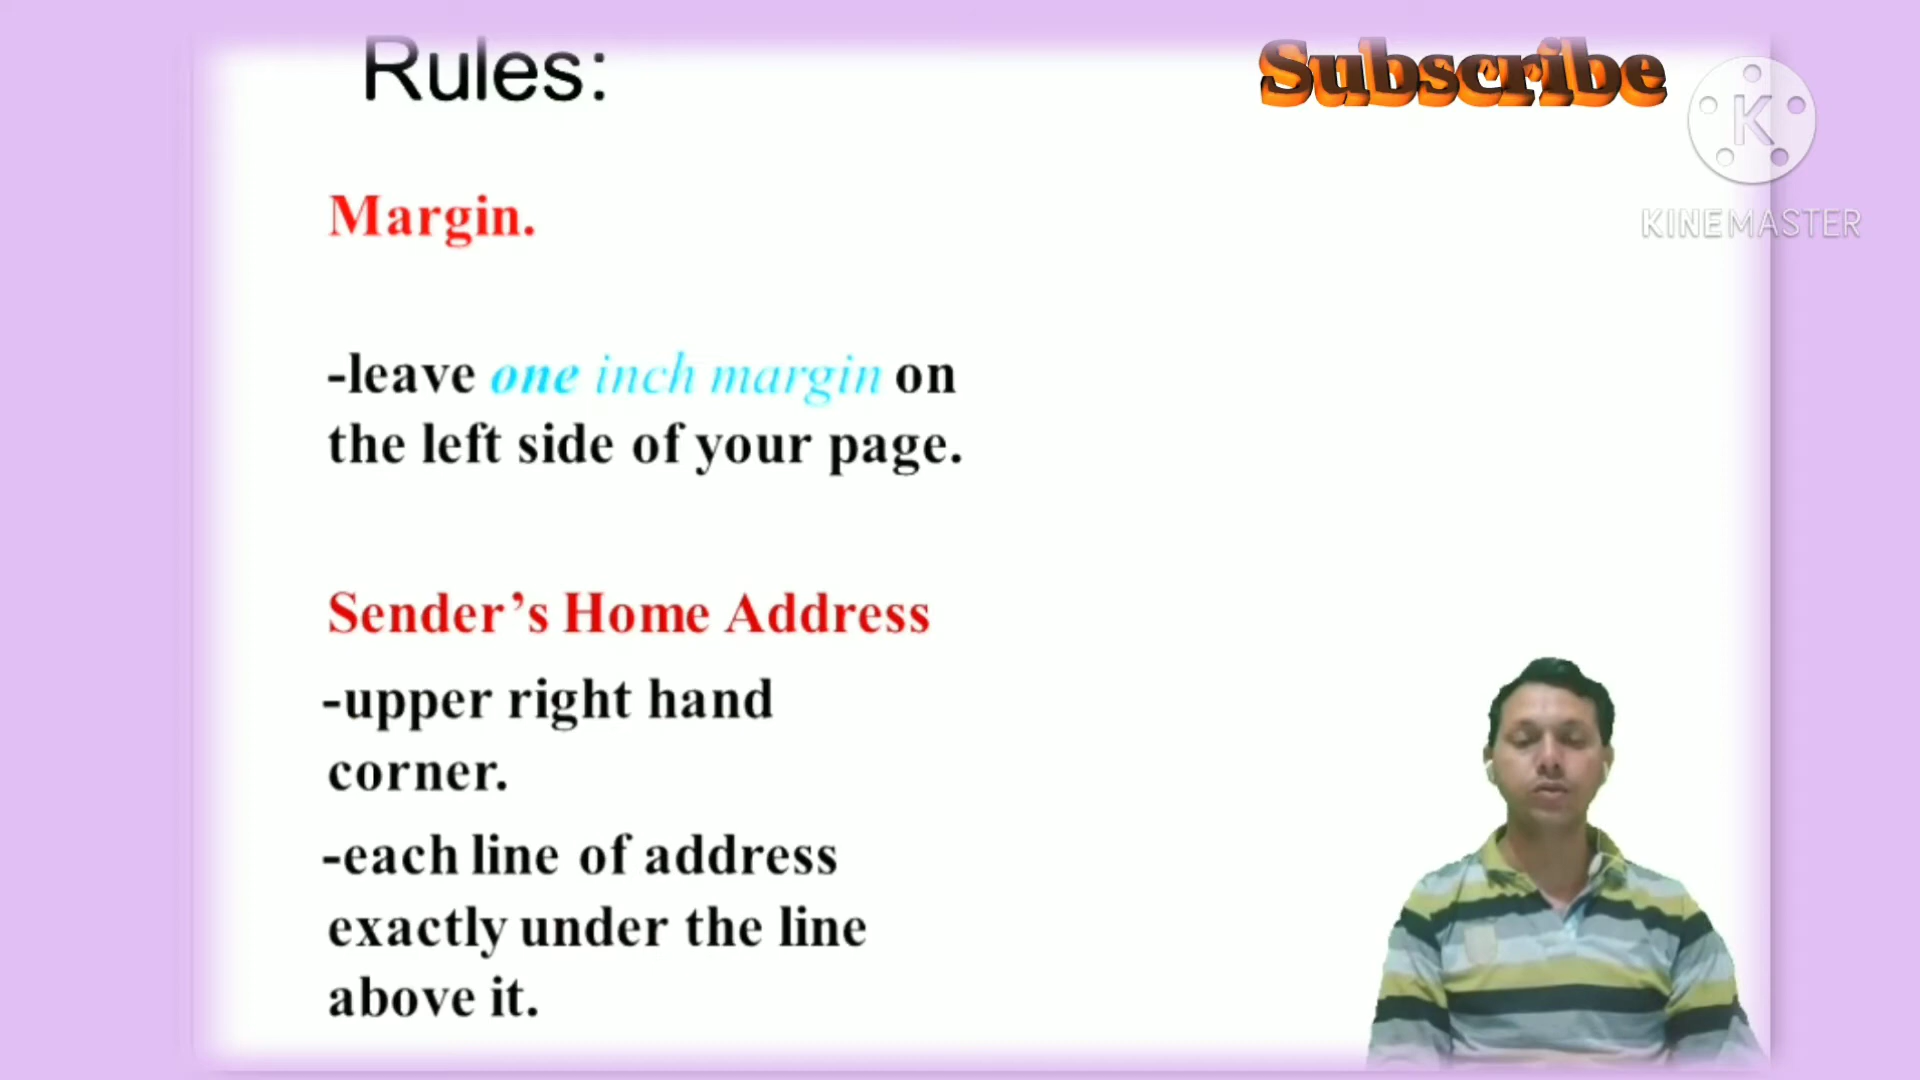 Rules:
Subscribe
K
KINEMASTER
Margin.
-leave one inch margin on
the left side of your page.
Sender’s Home Address
-upper right hand
corner.
-each line of address
exactly under the line
above it.